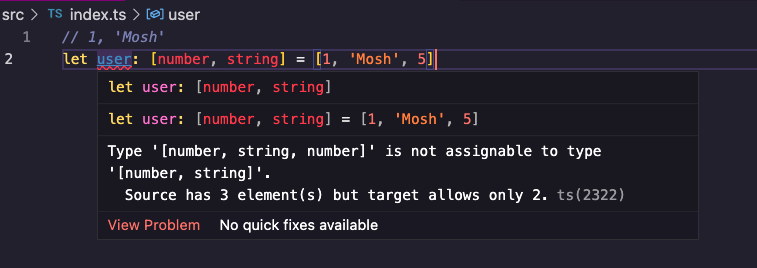 src > TS index.ts > user
1 // 1, 'Mosh'
2 let user: [number, string] = [1, 'Mosh', 5]
let user: [number, string]
let user: [number, string] = [1, 'Mosh', 5]
Type '[number, string, number]' is not assignable to type
'[number, string]'.
Source has 3 element(s) but target allows only 2. ts(2322)
View Problem No quick fixes available